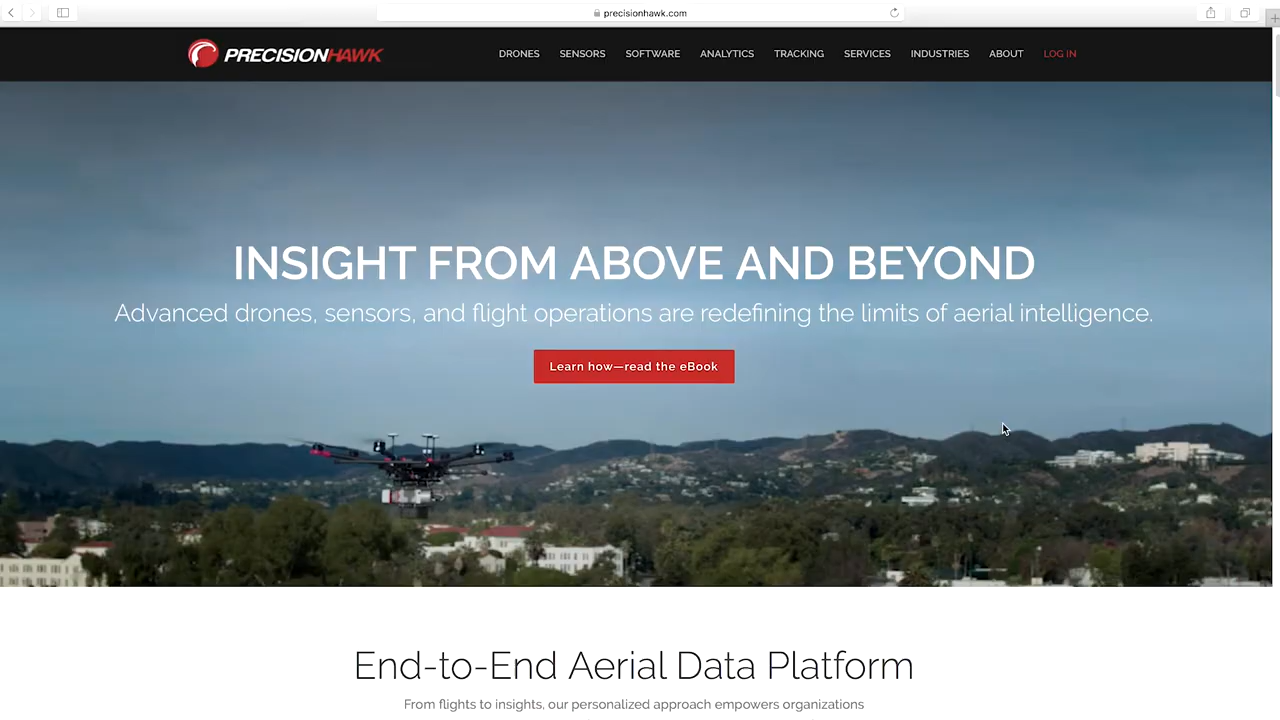 precisionhawk.com
PRECISIONHAWK
DRONES SENSORS SOFTWARE ANALYTICS TRACKING SERVICES INDUSTRIES ABOUT LOG IN
INSIGHT FROM ABOVE AND BEYOND
Advanced drones, sensors, and flight operations are redefining the limits of aerial intelligence.
Learn how—read the eBook
End-to-End Aerial Data Platform
From flights to insights, our personalized approach empowers organizations